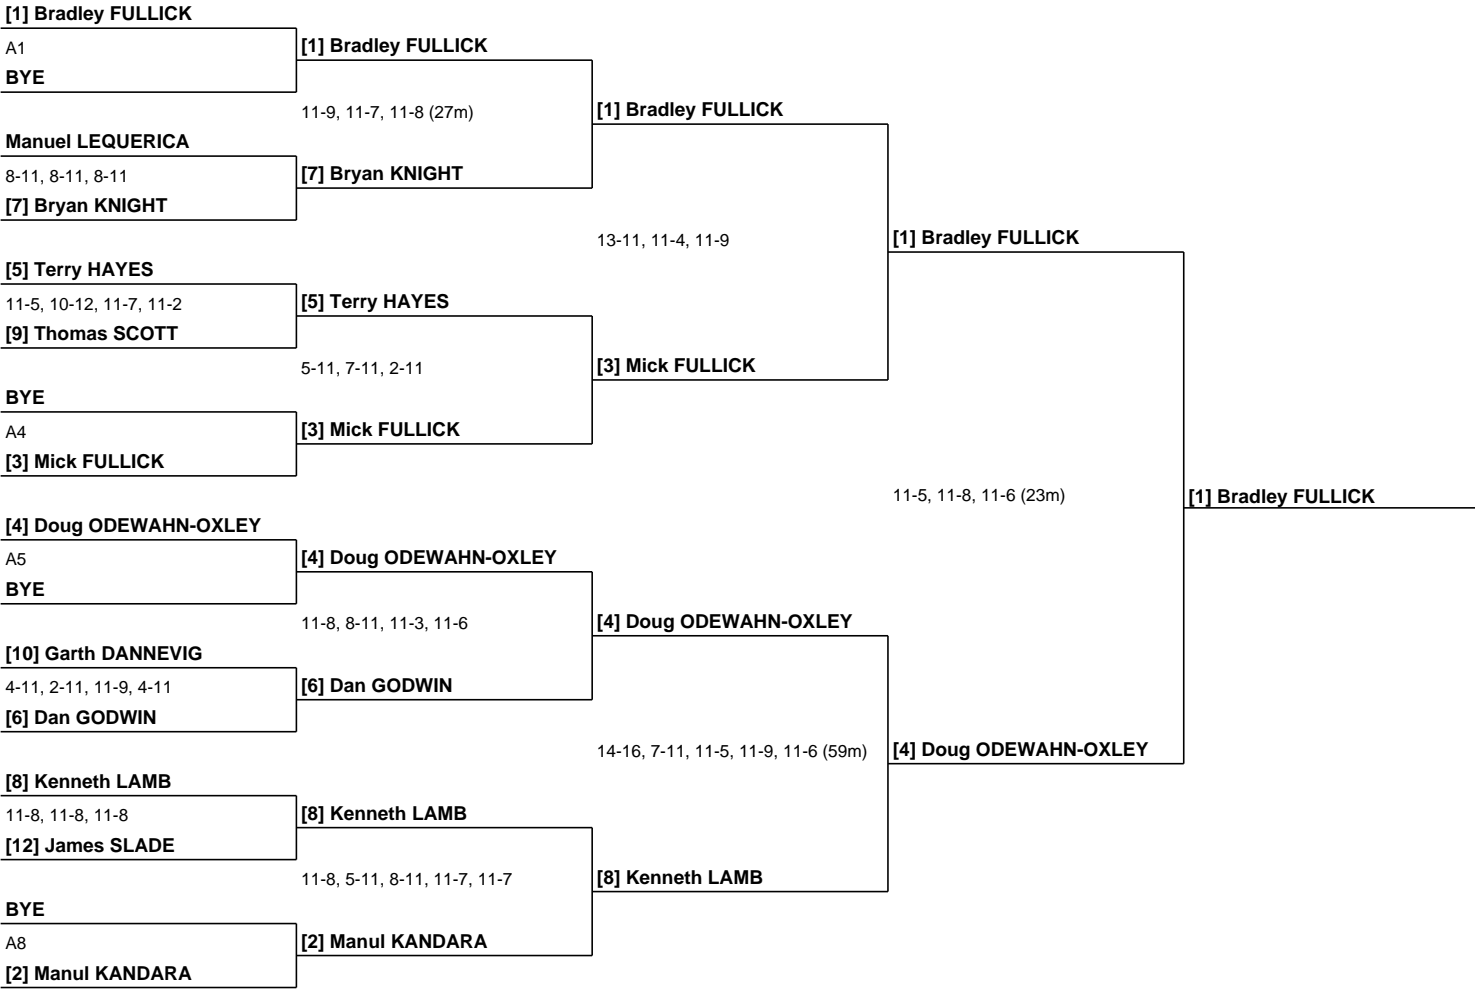 [1] Bradley FULLICK
A1
BYE
Manuel LEQUERICA
8-11, 8-11, 8-11
[7] Bryan KNIGHT
[5] Terry HAYES
11-5, 10-12, 11-7, 11-2
[9] Thomas SCOTT
BYE
A4
[3] Mick FULLICK
[4] Doug ODEWAHN-OXLEY
A5
BYE
[10] Garth DANNEVIG
4-11, 2-11, 11-9, 4-11
[6] Dan GODWIN
[8] Kenneth LAMB
11-8, 11-8, 11-8
[12] James SLADE
BYE
A8
[2] Manul KANDARA
[1] Bradley FULLICK
11-9, 11-7, 11-8 (27m)
[7] Bryan KNIGHT
[5] Terry HAYES
5-11, 7-11, 2-11
[3] Mick FULLICK
[4] Doug ODEWAHN-OXLEY
11-8, 8-11, 11-3, 11-6
[6] Dan GODWIN
[8] Kenneth LAMB
11-8, 5-11, 8-11, 11-7, 11-7
[2] Manul KANDARA
[1] Bradley FULLICK
13-11, 11-4, 11-9
[3] Mick FULLICK
[4] Doug ODEWAHN-OXLEY
14-16, 7-11, 11-5, 11-9, 11-6 (59m)
[8] Kenneth LAMB
[1] Bradley FULLICK
11-5, 11-8, 11-6 (23m)
[4] Doug ODEWAHN-OXLEY
[1] Bradley FULLICK